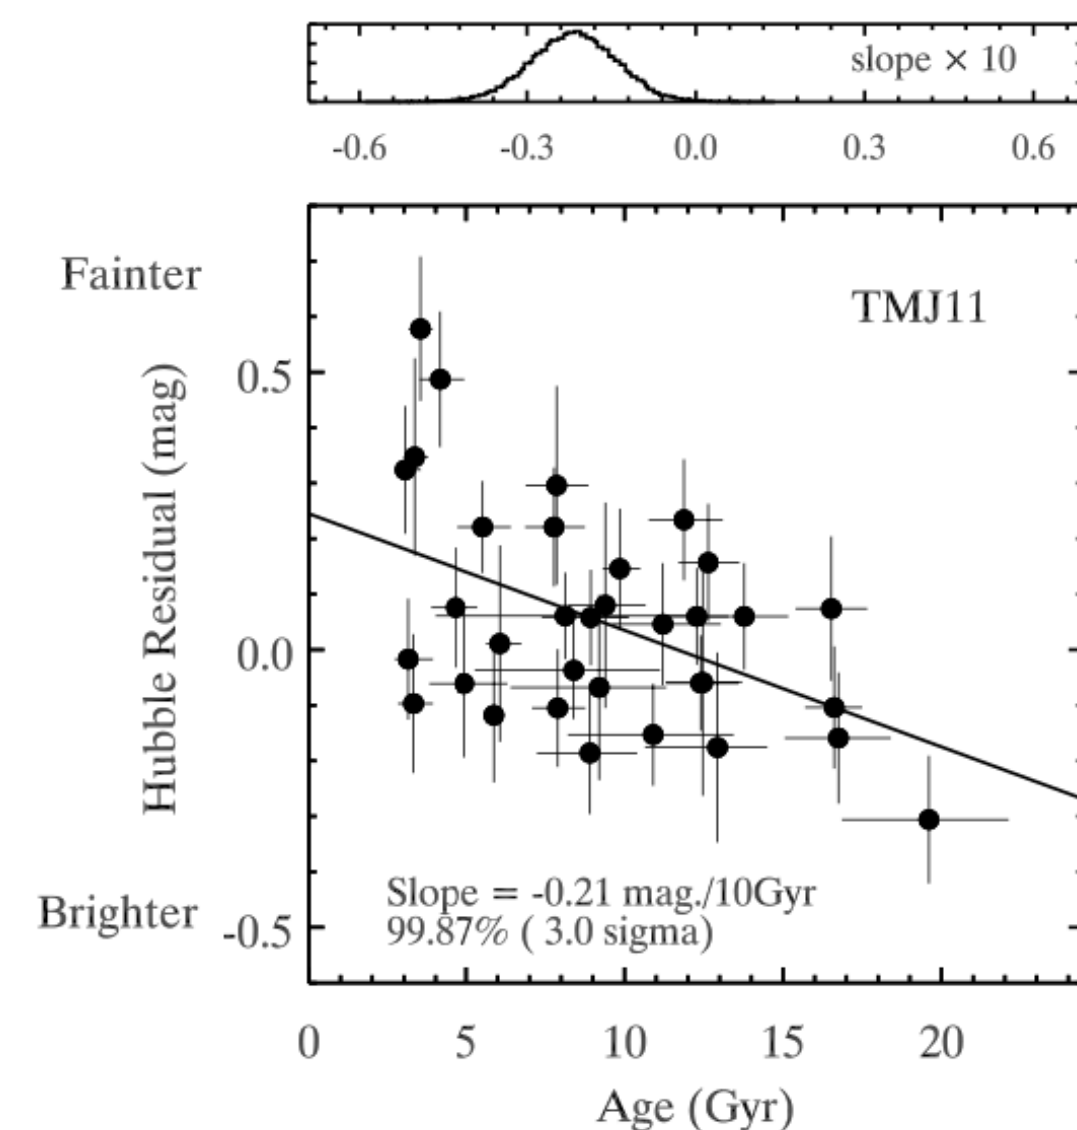 slope × 10
-0.6 -0.3 0.0 0.3 0.6
Fainter
TMJ11
0.5
Hubble Residual (mag)
0.0
Slope = -0.21 mag./10Gyr
Brighter
99.87% ( 3.0 sigma)
-0.5
0 5 10 15 20
Age (Gyr)